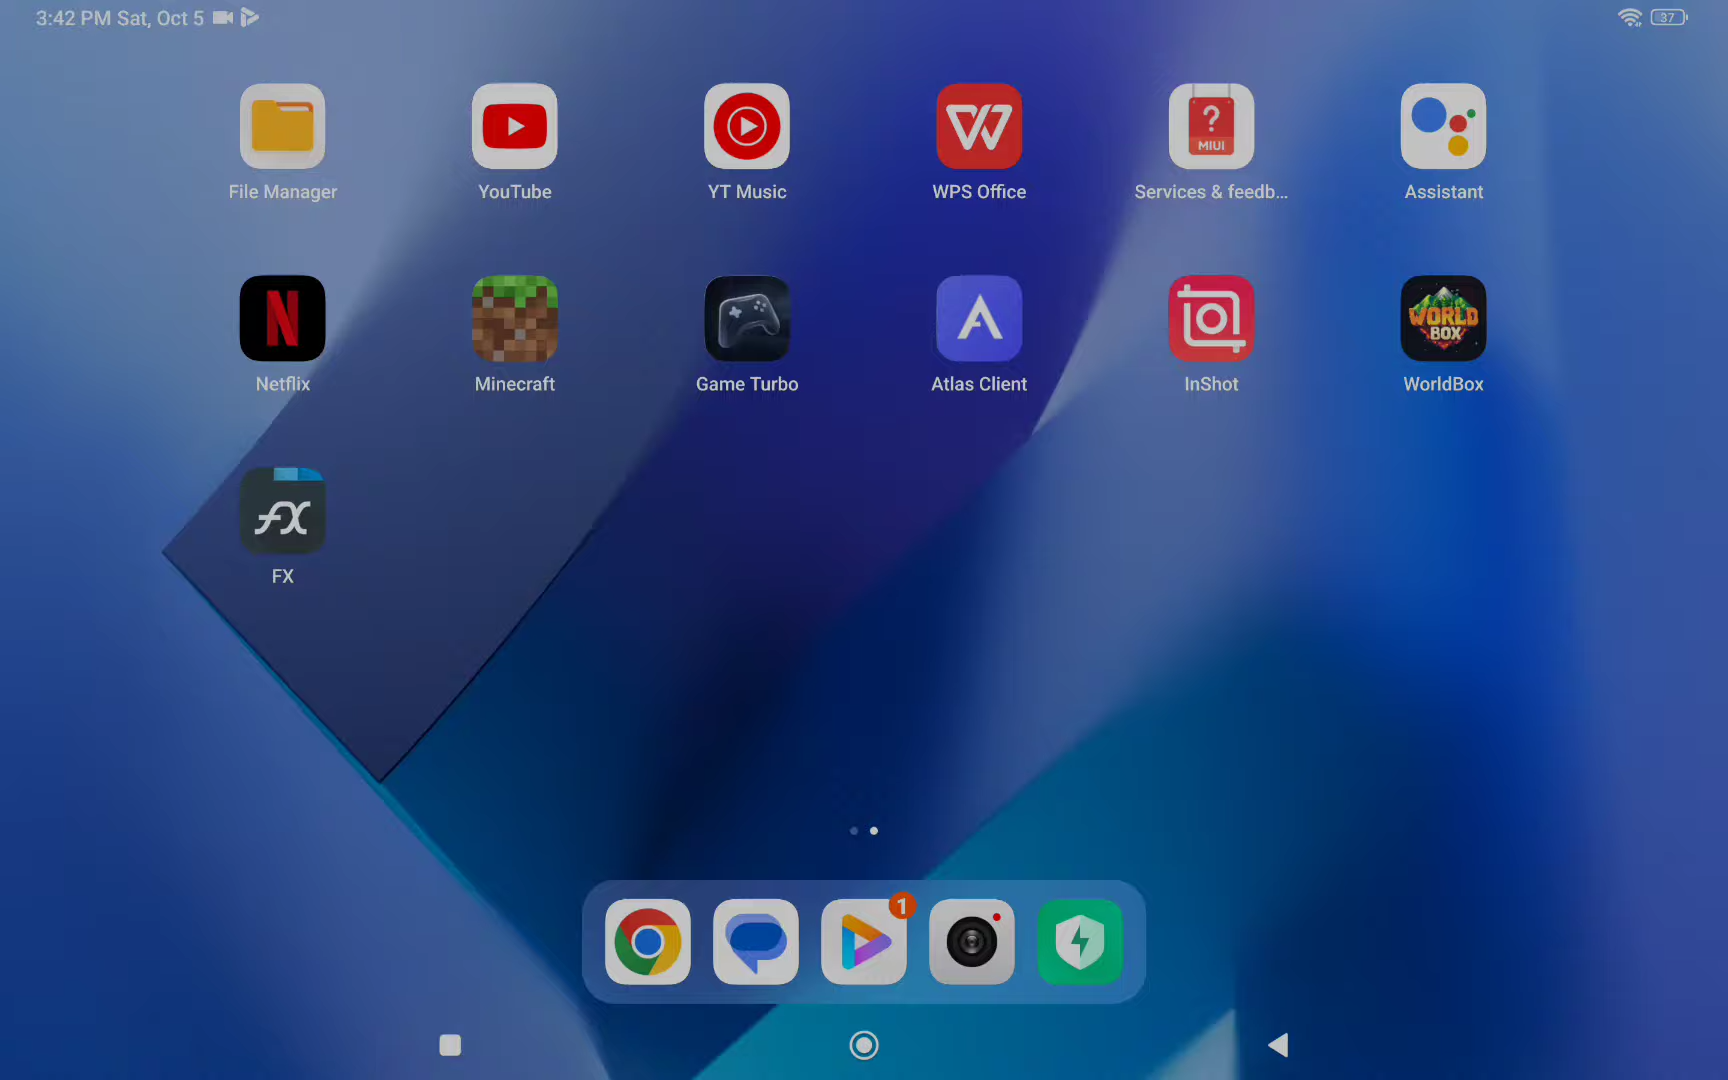 3:42 PM Sat, Oct 5
37
File Manager
YouTube
YT Music
WPS Office
? MIUI
Services & feedb...
Assistant
N
Netflix
Minecraft
Game Turbo
A
Atlas Client
InShot
WORLD
BOX
WorldBox
FX
FX
1